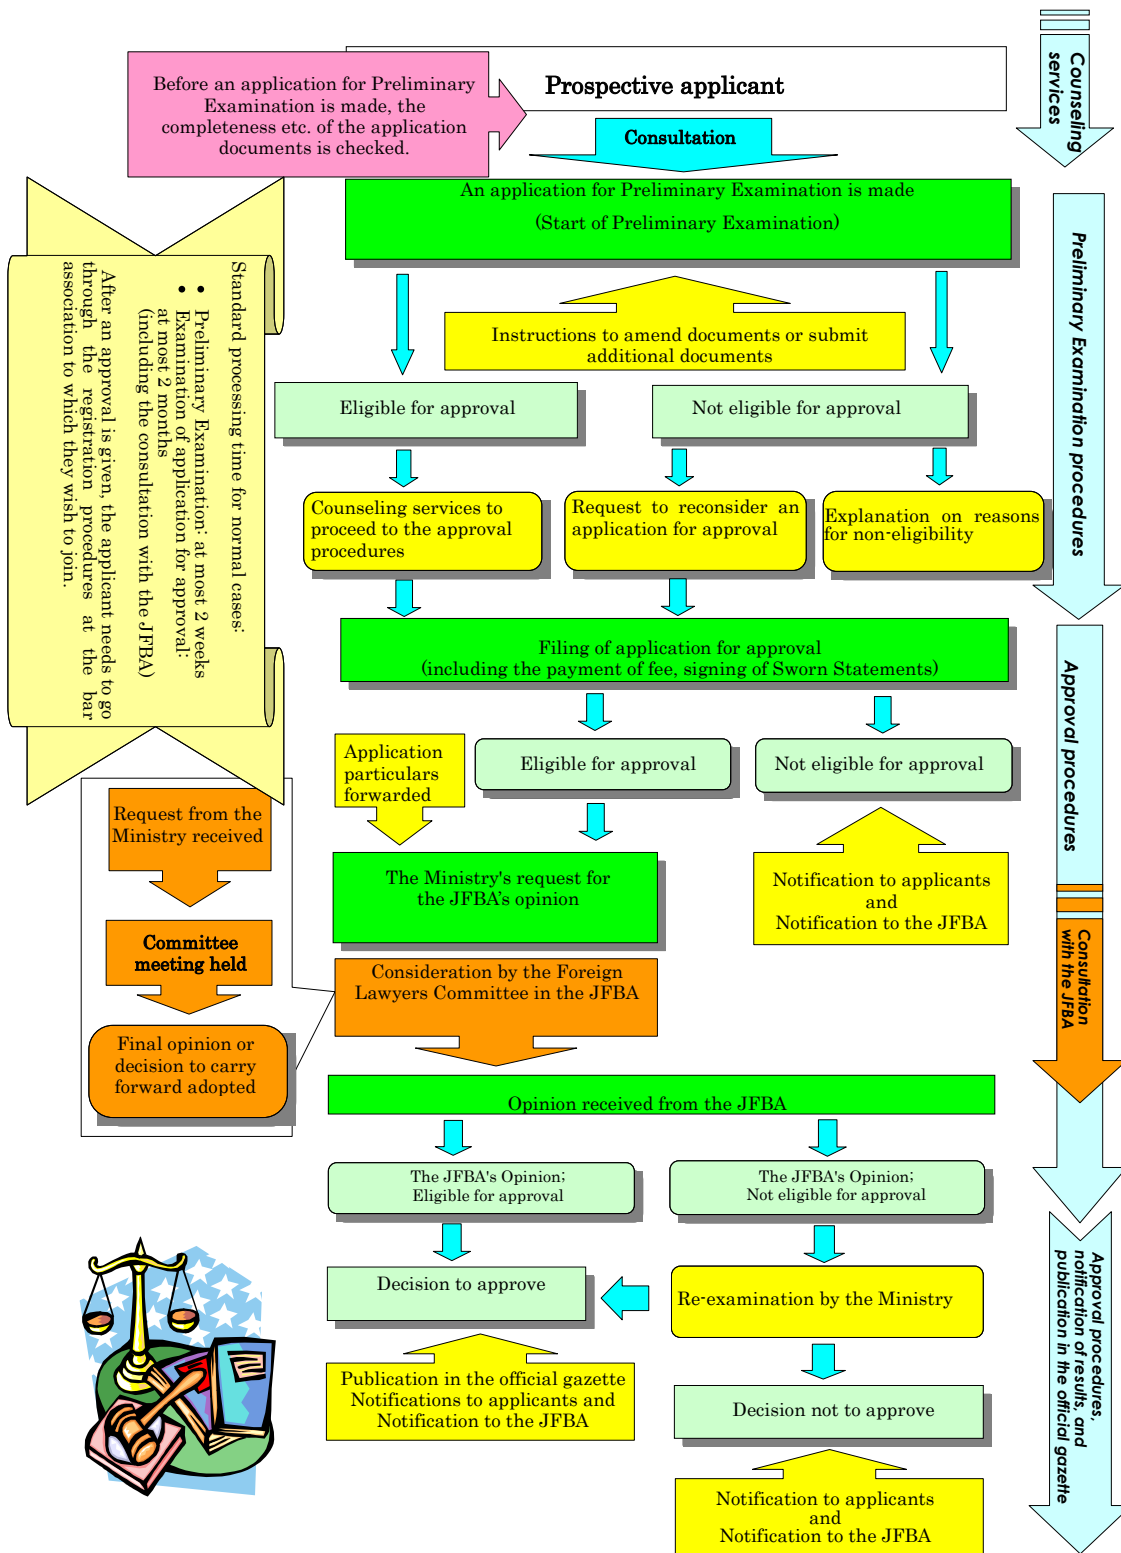 Before an application for Preliminary
Examination is made, the
completeness etc. of the application
documents is checked.
Prospective applicant
Consultation
Counseling
services
An application for Preliminary Examination is made
(Start of Preliminary Examination)
Instructions to amend documents or submit
additional documents
Eligible for approval
Not eligible for approval
Counseling services to
proceed to the approval
procedures
Request to reconsider an
application for approval
Explanation on reasons
for non-eligibility
Preliminary Examination procedures
Standard processing time for normal cases:
• Preliminary Examination: at most 2 weeks
• Examination of application for approval:
at most 2 months
(including the consultation with the JFBA)
After an approval is given, the applicant needs to go
through the registration procedures at the bar
association to which they wish to join.
Filing of application for approval
(including the payment of fee, signing of Sworn Statements)
Application
particulars
forwarded
Eligible for approval
Not eligible for approval
Approval procedures
The Ministry's request for
the JFBA's opinion
Notification to applicants
and
Notification to the JFBA
Request from the
Ministry received
Committee
meeting held
Final opinion or
decision to carry
forward adopted
Consideration by the Foreign
Lawyers Committee in the JFBA
Consultation
with the JFBA
Opinion received from the JFBA
The JFBA's Opinion;
Eligible for approval
The JFBA's Opinion;
Not eligible for approval
Decision to approve
Re-examination by the Ministry
Publication in the official gazette
Notifications to applicants and
Notification to the JFBA
Decision not to approve
Notification to applicants
and
Notification to the JFBA
Approval procedures,
notification of results, and
publication in the official gazette